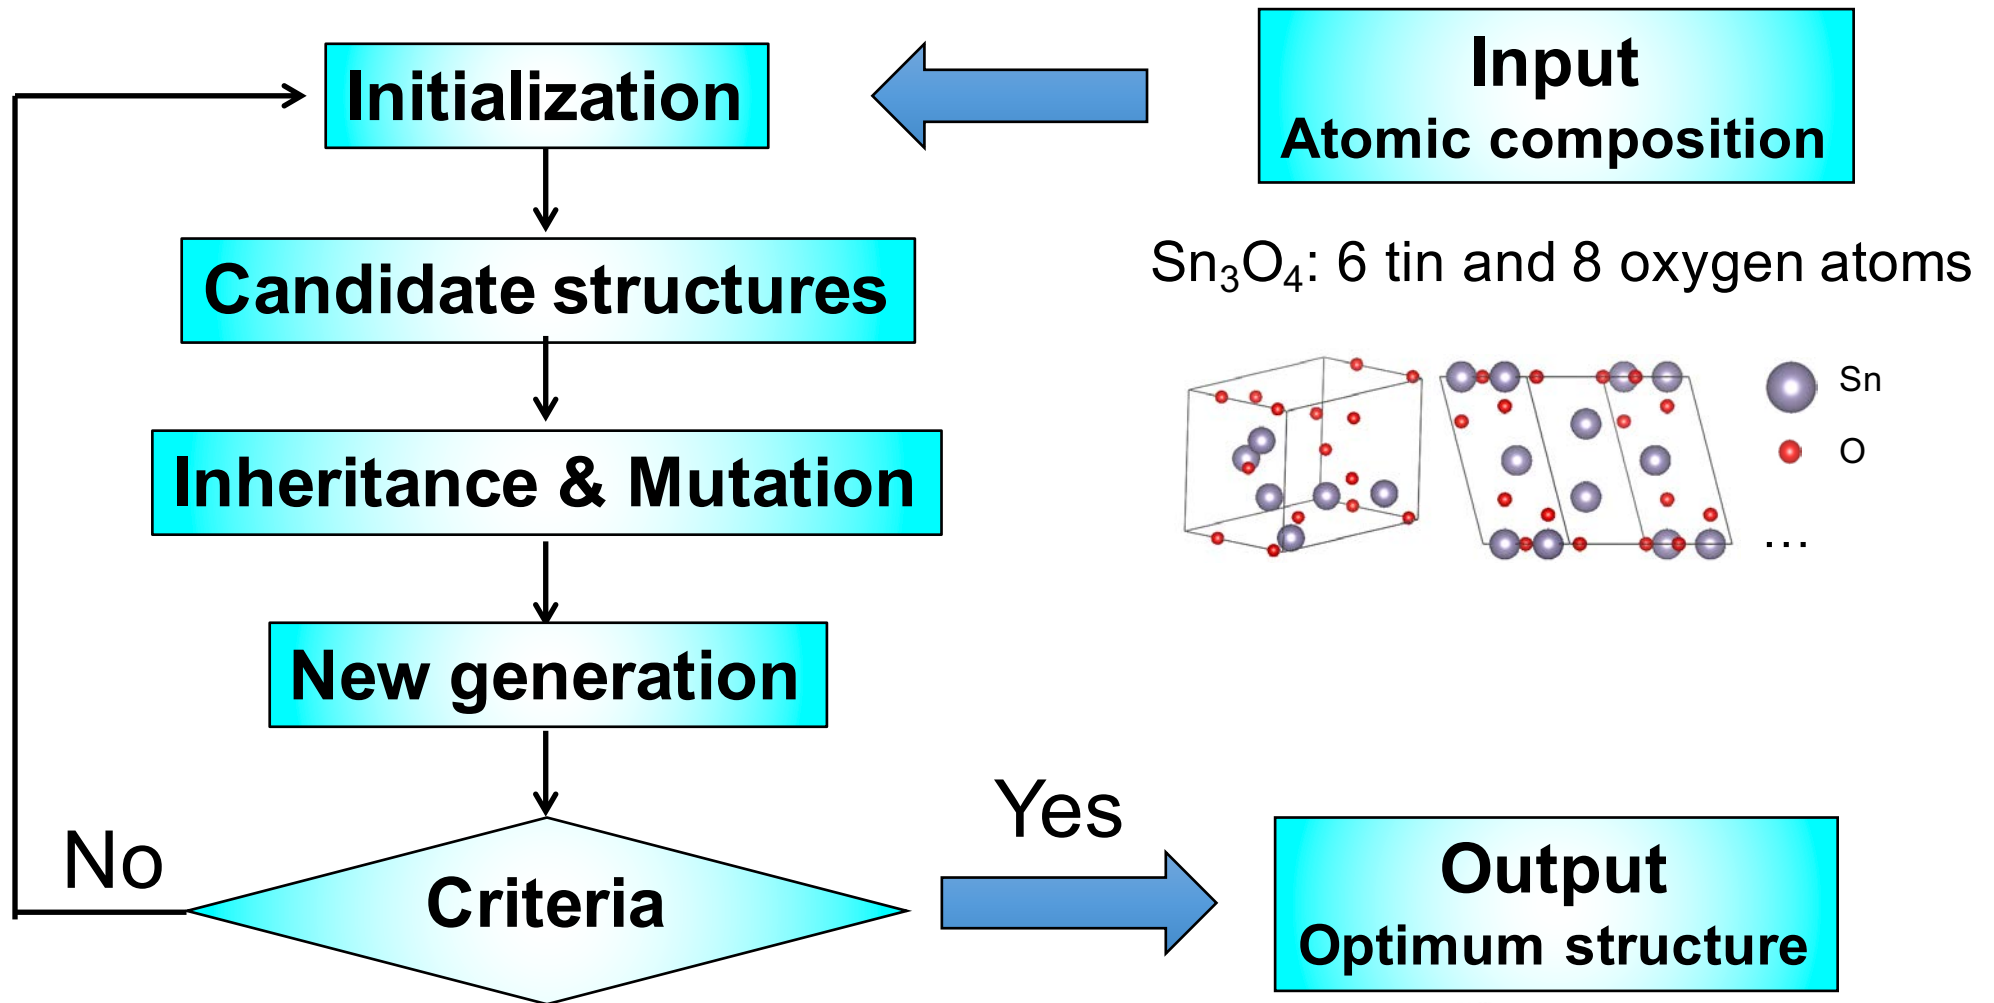 Initialization
Input
Atomic composition
Candidate structures
Sn₃O₄: 6 tin and 8 oxygen atoms
Sn
O
Inheritance & Mutation
...
New generation
Yes
No
Criteria
Output
Optimum structure